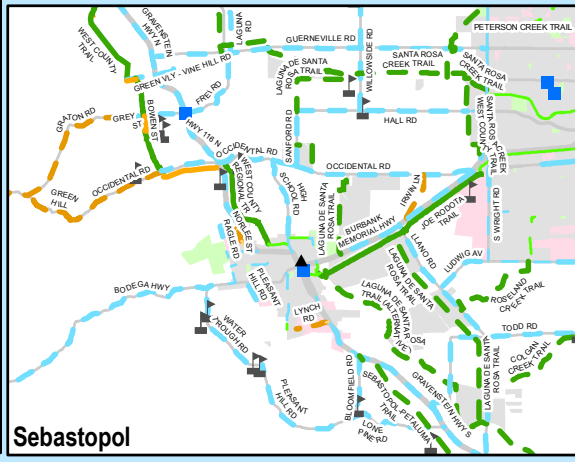 PETERSON CREEK TRAIL
GRAVENSTEIN
HWY N
LAGUNA
RD
GUERNEVILLE RD
WEST COUNTY
TRAIL
WILLOWSIDE RD
SANTA ROSA
CREEK TRAIL
SANTA ROSA
CREEK TRAIL
LAGUNA DE SANTA
ROSA TRAIL
GREEN VLY - VINE HILL RD
FREI RD
GRATON RD
GREY
ST
BOWEN ST
HWY 116 N
SANFORD RD
HALL RD
SANTA ROSA CREEK
WEST COUNTY
TRAIL
OCCIDENTAL RD
OCCIDENTAL RD
OCCIDENTAL RD
GREEN
HILL
WEST COUNTY
REGIONAL TR
HIGH
SCHOOL RD
LAGUNA DE SANTA
ROSA TRAIL
IRWIN LN
JOE RODOTA
TRAIL
S WRIGHT RD
BURBANK
MEMORIAL HWY
RAGLE RD
NORLEE ST
PLEASANT
HILL RD
LLANO RD
LUDWIG AV
BODEGA HWY
LAGUNA DE SANTA
ROSA TRAIL
LAGUNA DE SANTA ROSA
TRAIL (ALTERNATIVE)
ROSELAND
CREEK TRAIL
LYNCH
RD
WATER
TROUGH RD
TODD RD
COLGAN
CREEK TRAIL
LAGUNA DE SANTA
ROSA TRAIL
PLEASANT
HILL RD
BLOOMFIELD RD
SEBASTOPOL-PETALUMA
TRAIL
GRAVENSTEIN HWY S
LONE
PINE RD
Sebastopol